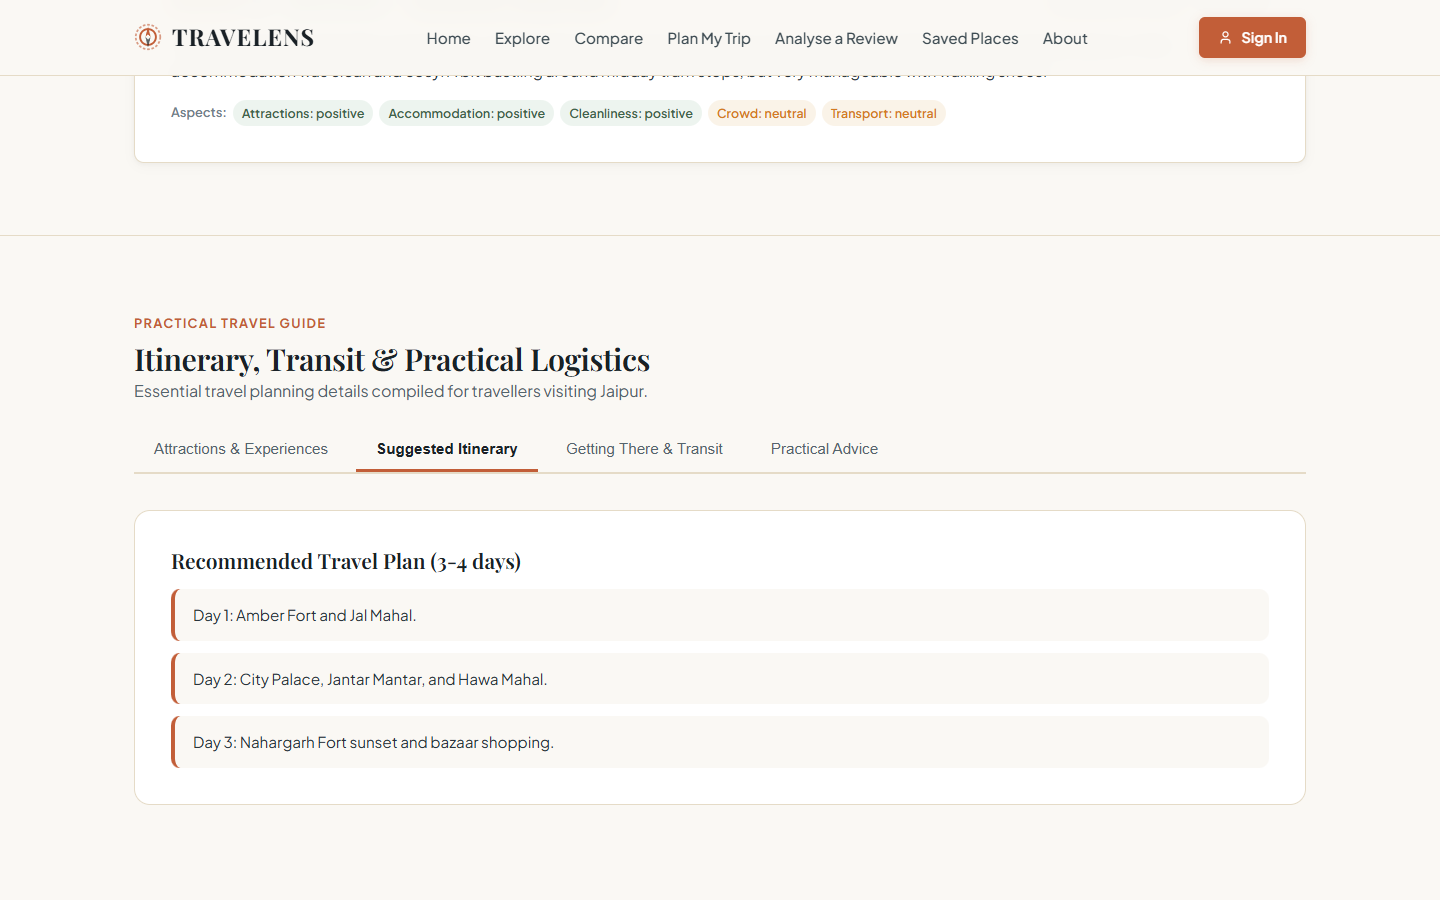 TRAVELENS
Home Explore Compare Plan My Trip Analyse a Review Saved Places About
Sign In
Aspects: Attractions: positive Accommodation: positive Cleanliness: positive Crowd: neutral Transport: neutral
PRACTICAL TRAVEL GUIDE
Itinerary, Transit & Practical Logistics
Essential travel planning details compiled for travellers visiting Jaipur.
Attractions & Experiences Suggested Itinerary Getting There & Transit Practical Advice
Recommended Travel Plan (3-4 days)
Day 1: Amber Fort and Jal Mahal.
Day 2: City Palace, Jantar Mantar, and Hawa Mahal.
Day 3: Nahargarh Fort sunset and bazaar shopping.